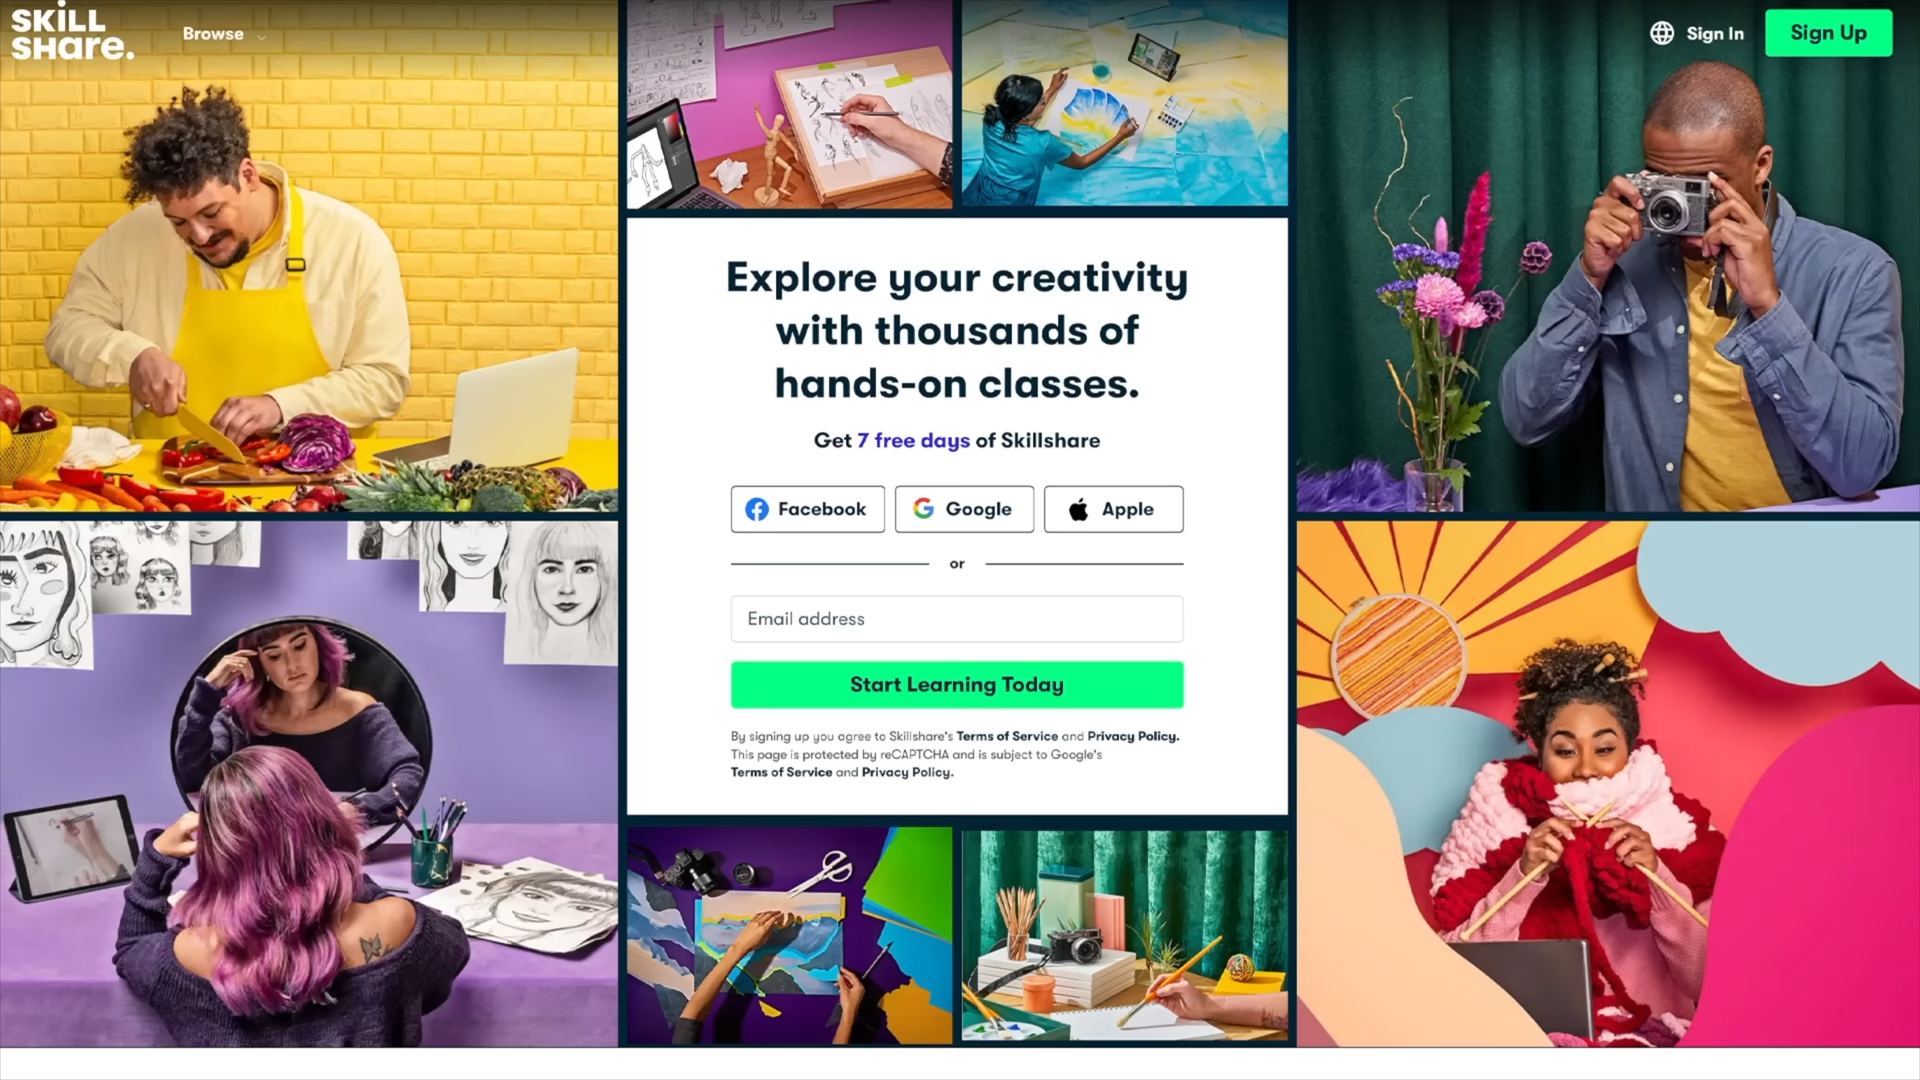 SKiLL
SHare.
Browse
Sign In
Sign Up
Explore your creativity
with thousands of
hands-on classes.
Get 7 free days of Skillshare
Facebook
Google
Apple
or
Email address
Start Learning Today
By signing up you agree to Skillshare's Terms of Service and Privacy Policy.
This page is protected by reCAPTCHA and is subject to Google's
Terms of Service and Privacy Policy.